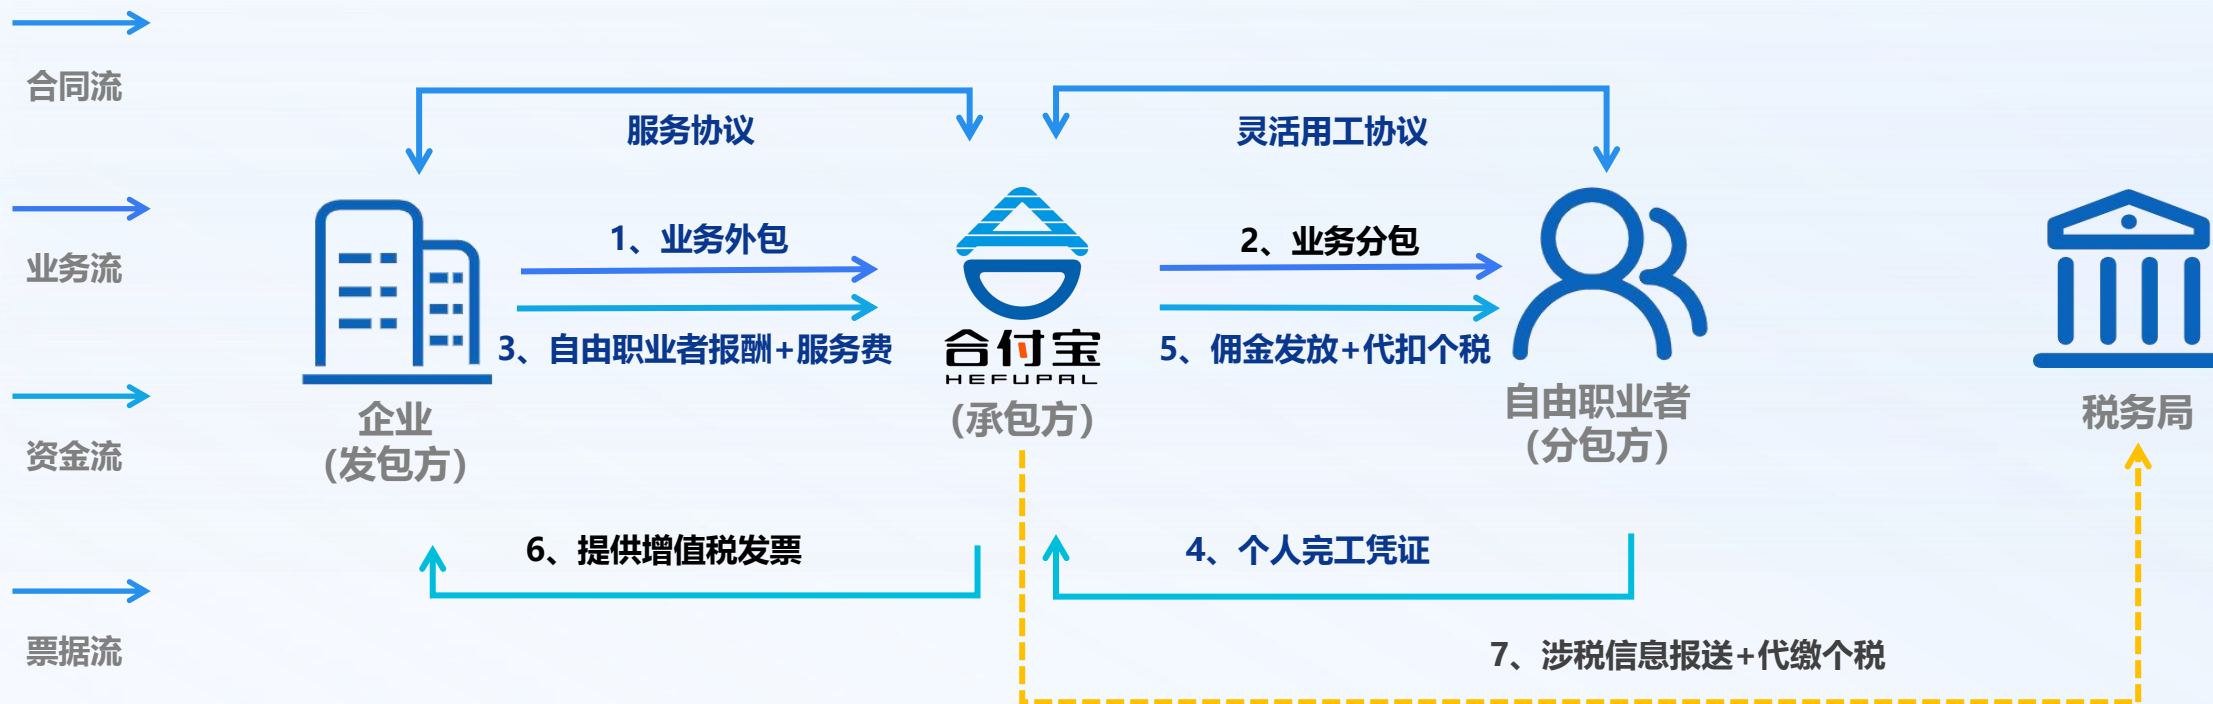 合同流
服务协议
灵活用工协议
业务流
1、业务外包
2、业务分包
3、自由职业者报酬+服务费
合付宝
HEFUPAL
5、佣金发放+代扣个税
资金流
企业
(发包方)
(承包方)
自由职业者
(分包方)
税务局
6、提供增值税发票
4、个人完工凭证
票据流
7、涉税信息报送+代缴个税